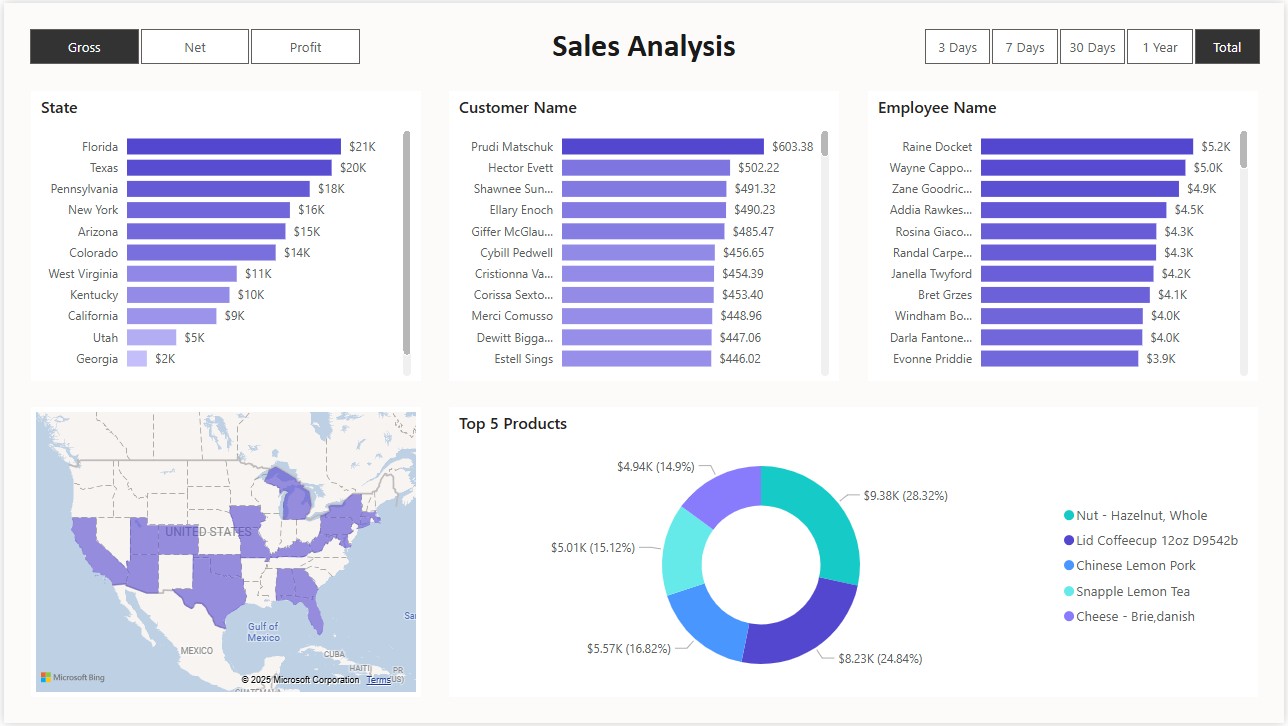 Gross Net Profit
Sales Analysis
3 Days 7 Days 30 Days 1 Year Total
State
Florida $21K
Texas $20K
Pennsylvania $18K
New York $16K
Arizona $15K
Colorado $14K
West Virginia $11K
Kentucky $10K
California $9K
Utah $5K
Georgia $2K
Customer Name
Prudi Matschuk $603.38
Hector Evett $502.22
Shawnee Sun... $491.32
Ellary Enoch $490.23
Giffer McGlau... $485.47
Cybill Pedwell $456.65
Cristionna Va... $454.39
Corissa Sexto... $453.40
Merci Comusso $448.96
Dewitt Bigga... $447.06
Estell Sings $446.02
Employee Name
Raine Docket $5.2K
Wayne Cappo... $5.0K
Zane Goodric... $4.9K
Addia Rawkes... $4.5K
Rosina Giaco... $4.3K
Randal Carpe... $4.3K
Janella Twyford $4.2K
Bret Grzes $4.1K
Windham Bo... $4.0K
Darla Fantone... $4.0K
Evonne Priddie $3.9K
UNITED STATES
Gulf of
Mexico
MEXICO
CUBA
HAITI
PR
US)
Microsoft Bing
© 2025 Microsoft Corporation Terms
Top 5 Products
$4.94K (14.9%)
$9.38K (28.32%)
$5.01K (15.12%)
$5.57K (16.82%)
$8.23K (24.84%)
Nut - Hazelnut, Whole
Lid Coffeecup 12oz D9542b
Chinese Lemon Pork
Snapple Lemon Tea
Cheese - Brie,danish